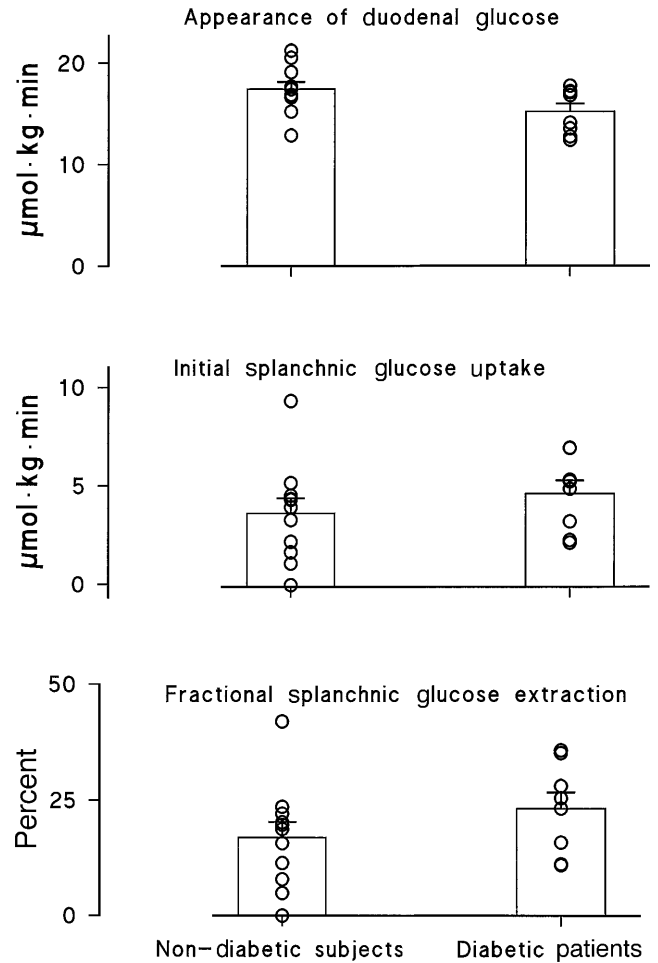 Appearance of duodenal glucose
µmol·kg·min
20
10
0
Initial splanchnic glucose uptake
µmol·kg·min
10
5
0
Fractional splanchnic glucose extraction
Percent
50
25
0
Non-diabetic subjects
Diabetic patients